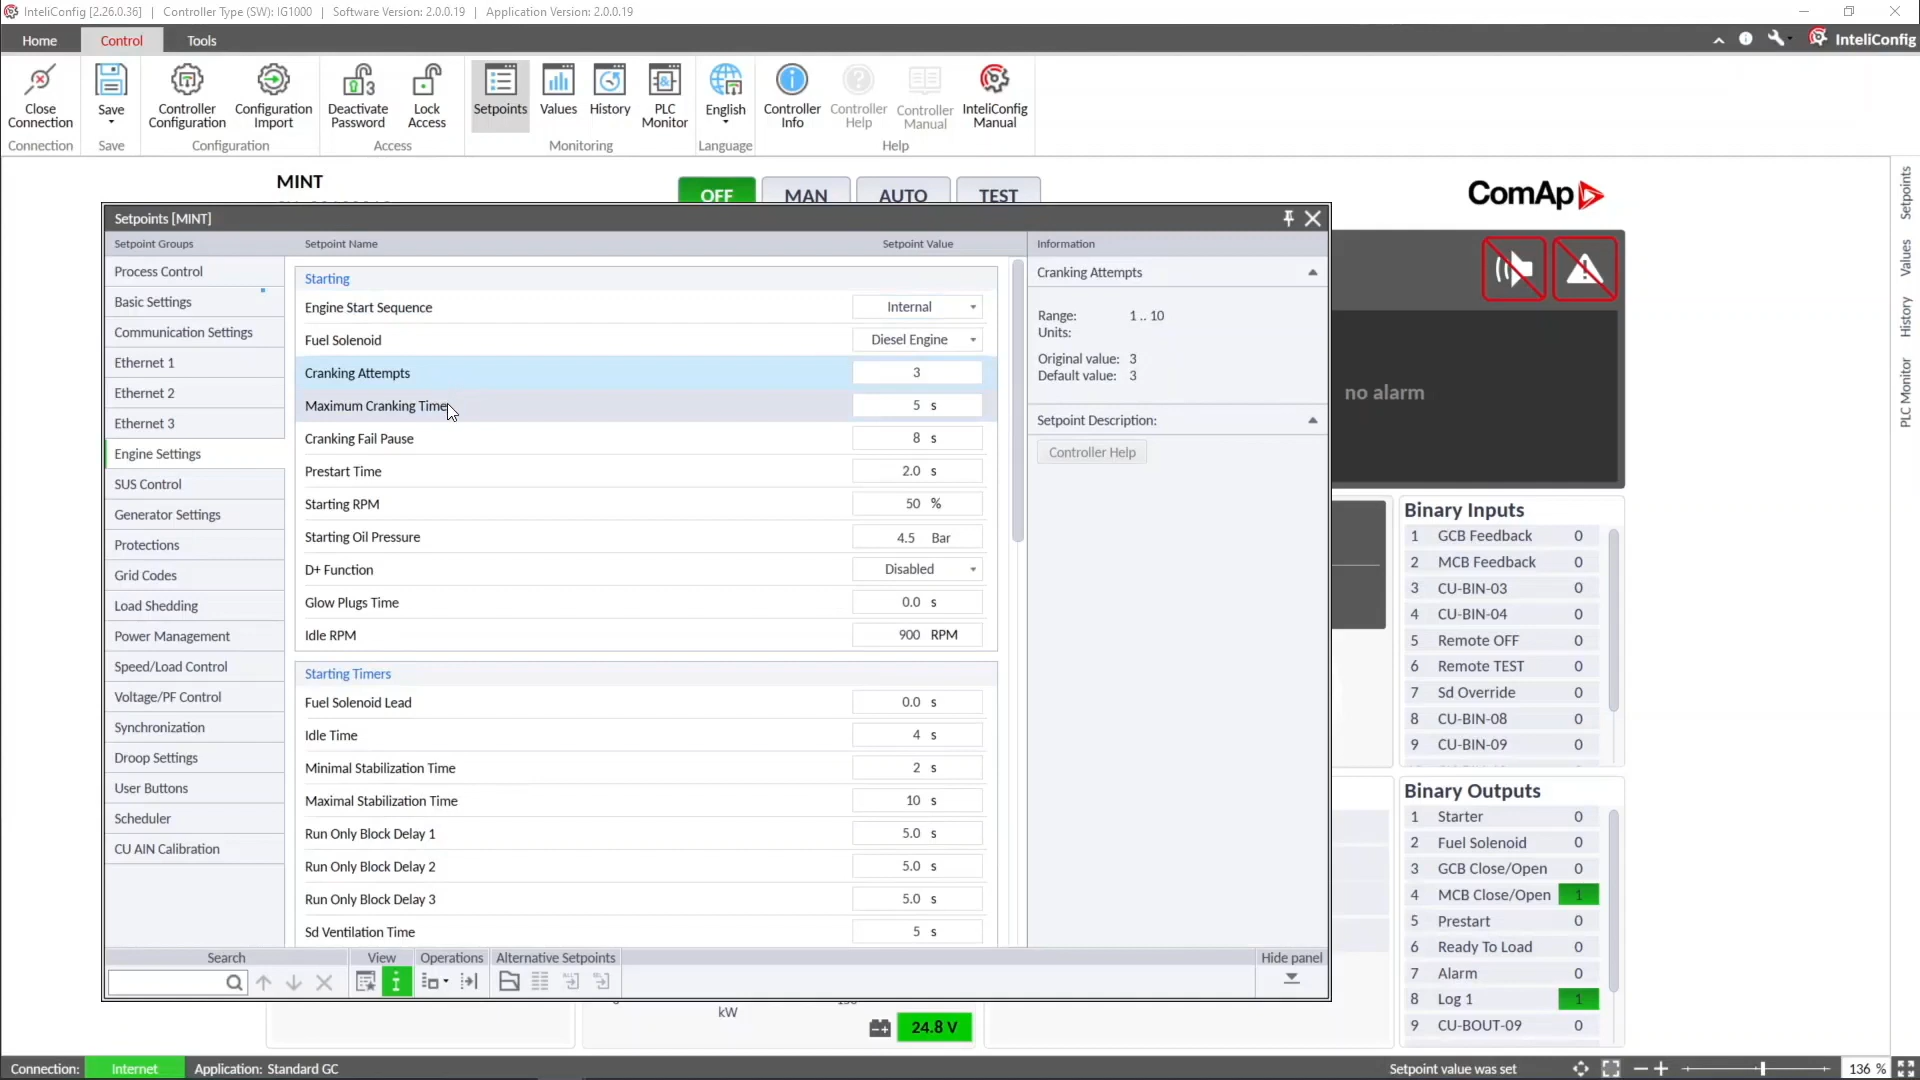 InteliConfig [2.26.0.36] | Controller Type (SW): IG1000 | Software Version: 2.0.0.19 | Application Version: 2.0.0.19
Home Control Tools InteliConfig
Close Connection
Save
Controller Configuration
Configuration Import
Deactivate Password
Lock Access
Setpoints
Values
History
PLC Monitor
English
Controller Info
Controller Help
Controller Manual
InteliConfig Manual
Connection Save Configuration Access Monitoring Language Help
MINT
OFF MAN AUTO TEST
ComAp
Setpoints [MINT]
Setpoint Groups
Process Control
Basic Settings
Communication Settings
Ethernet 1
Ethernet 2
Ethernet 3
Engine Settings
SUS Control
Generator Settings
Protections
Grid Codes
Load Shedding
Power Management
Speed/Load Control
Voltage/PF Control
Synchronization
Droop Settings
User Buttons
Scheduler
CU AIN Calibration
Setpoint Name Setpoint Value
Starting
Engine Start Sequence Internal
Fuel Solenoid Diesel Engine
Cranking Attempts 3
Maximum Cranking Time 5 s
Cranking Fail Pause 8 s
Prestart Time 2.0 s
Starting RPM 50 %
Starting Oil Pressure 4.5 Bar
D+ Function Disabled
Glow Plugs Time 0.0 s
Idle RPM 900 RPM
Starting Timers
Fuel Solenoid Lead 0.0 s
Idle Time 4 s
Minimal Stabilization Time 2 s
Maximal Stabilization Time 10 s
Run Only Block Delay 1 5.0 s
Run Only Block Delay 2 5.0 s
Run Only Block Delay 3 5.0 s
Sd Ventilation Time 5 s
Information
Cranking Attempts
Range: 1 .. 10
Units:
Original value: 3
Default value: 3
Setpoint Description:
Controller Help
Search View Operations Alternative Setpoints Hide panel
no alarm
Binary Inputs
1 GCB Feedback 0
2 MCB Feedback 0
3 CU-BIN-03 0
4 CU-BIN-04 0
5 Remote OFF 0
6 Remote TEST 0
7 Sd Override 0
8 CU-BIN-08 0
9 CU-BIN-09 0
Binary Outputs
1 Starter 0
2 Fuel Solenoid 0
3 GCB Close/Open 0
4 MCB Close/Open 1
5 Prestart 0
6 Ready To Load 0
7 Alarm 0
8 Log 1 1
9 CU-BOUT-09 0
Setpoints
Values
History
PLC Monitor
kW
24.8 V
Connection: Internet Application: Standard GC Setpoint value was set 136 %